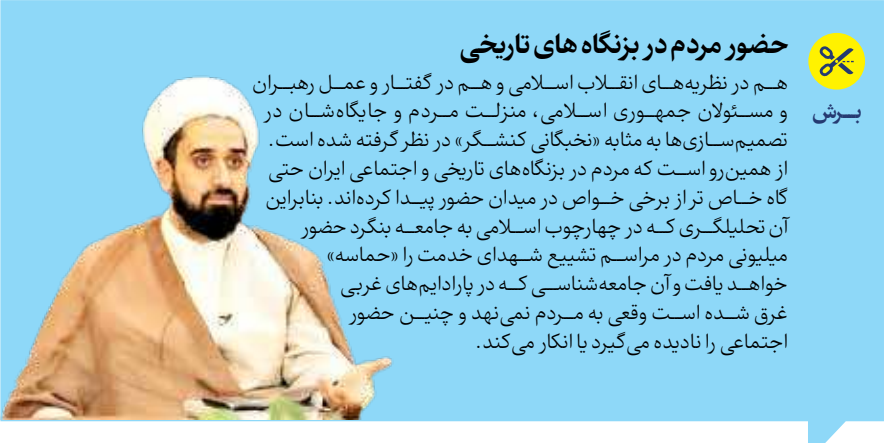 حضور مردم در بزنگاه های تاریخی
هم در نظریه‌های انقلاب اسلامی و هم در گفتار و عمل رهبران
و مسئولان جمهوری اسلامی، منزلت مردم و جایگاه‌شان در
تصمیم‌سازی‌ها به مثابه «نخبگانی کنشگر» در نظر گرفته شده است.
از همین‌رو است که مردم در بزنگاه‌های تاریخی و اجتماعی ایران حتی
گاه خاص تر از برخی خواص در میدان حضور پیدا کرده‌اند. بنابراین
آن تحلیلگری که در چهارچوب اسلامی به جامعه بنگرد حضور
میلیونی مردم در مراسم تشییع شهدای خدمت را «حماسه»
خواهد یافت و آن جامعه‌شناسی که در پارادایم‌های غربی
غرق شده است وقعی به مردم نمی‌نهد و چنین حضور
اجتماعی را نادیده می‌گیرد یا انکار می‌کند.
برش